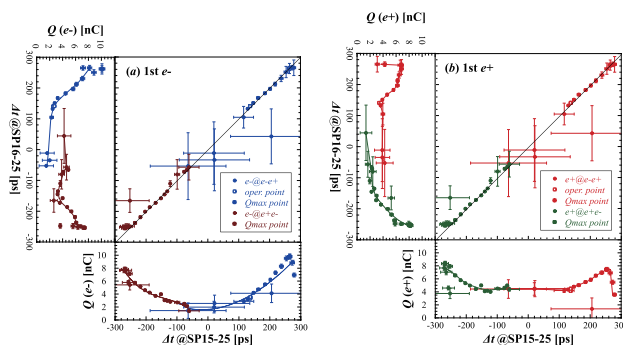 Q (e-) [nC]
0 2 4 6 8 10
300
200
100
0
-100
-200
-300
Δt @SP16-25 [ps]
(a) 1st e-
e-@e-e+
oper. point
Qmax point
e-@e+e-
Qmax point
Q (e-) [nC]
10
8
6
4
2
0
-300 -200 -100 0 100 200 300
Δt @SP15-25 [ps]
Q (e+) [nC]
0 2 4 6 8 10
300
200
100
0
-100
-200
-300
Δt @SP16-25 [ps]
(b) 1st e+
e+@e-e+
oper. point
Qmax point
e+@e+e-
Qmax point
Q (e+) [nC]
10
8
6
4
2
0
-300 -200 -100 0 100 200 300
Δt @SP15-25 [ps]